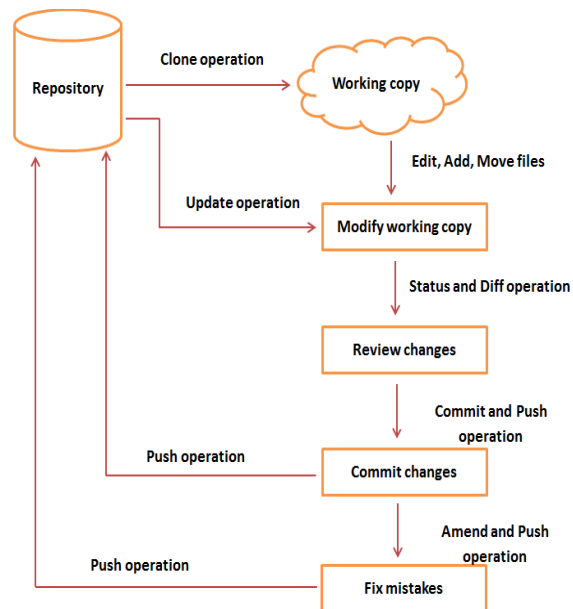 Clone operation
Repository
Working copy
Edit, Add, Move files
Update operation
Modify working copy
Status and Diff operation
Review changes
Commit and Push
operation
Push operation
Commit changes
Amend and Push
operation
Push operation
Fix mistakes